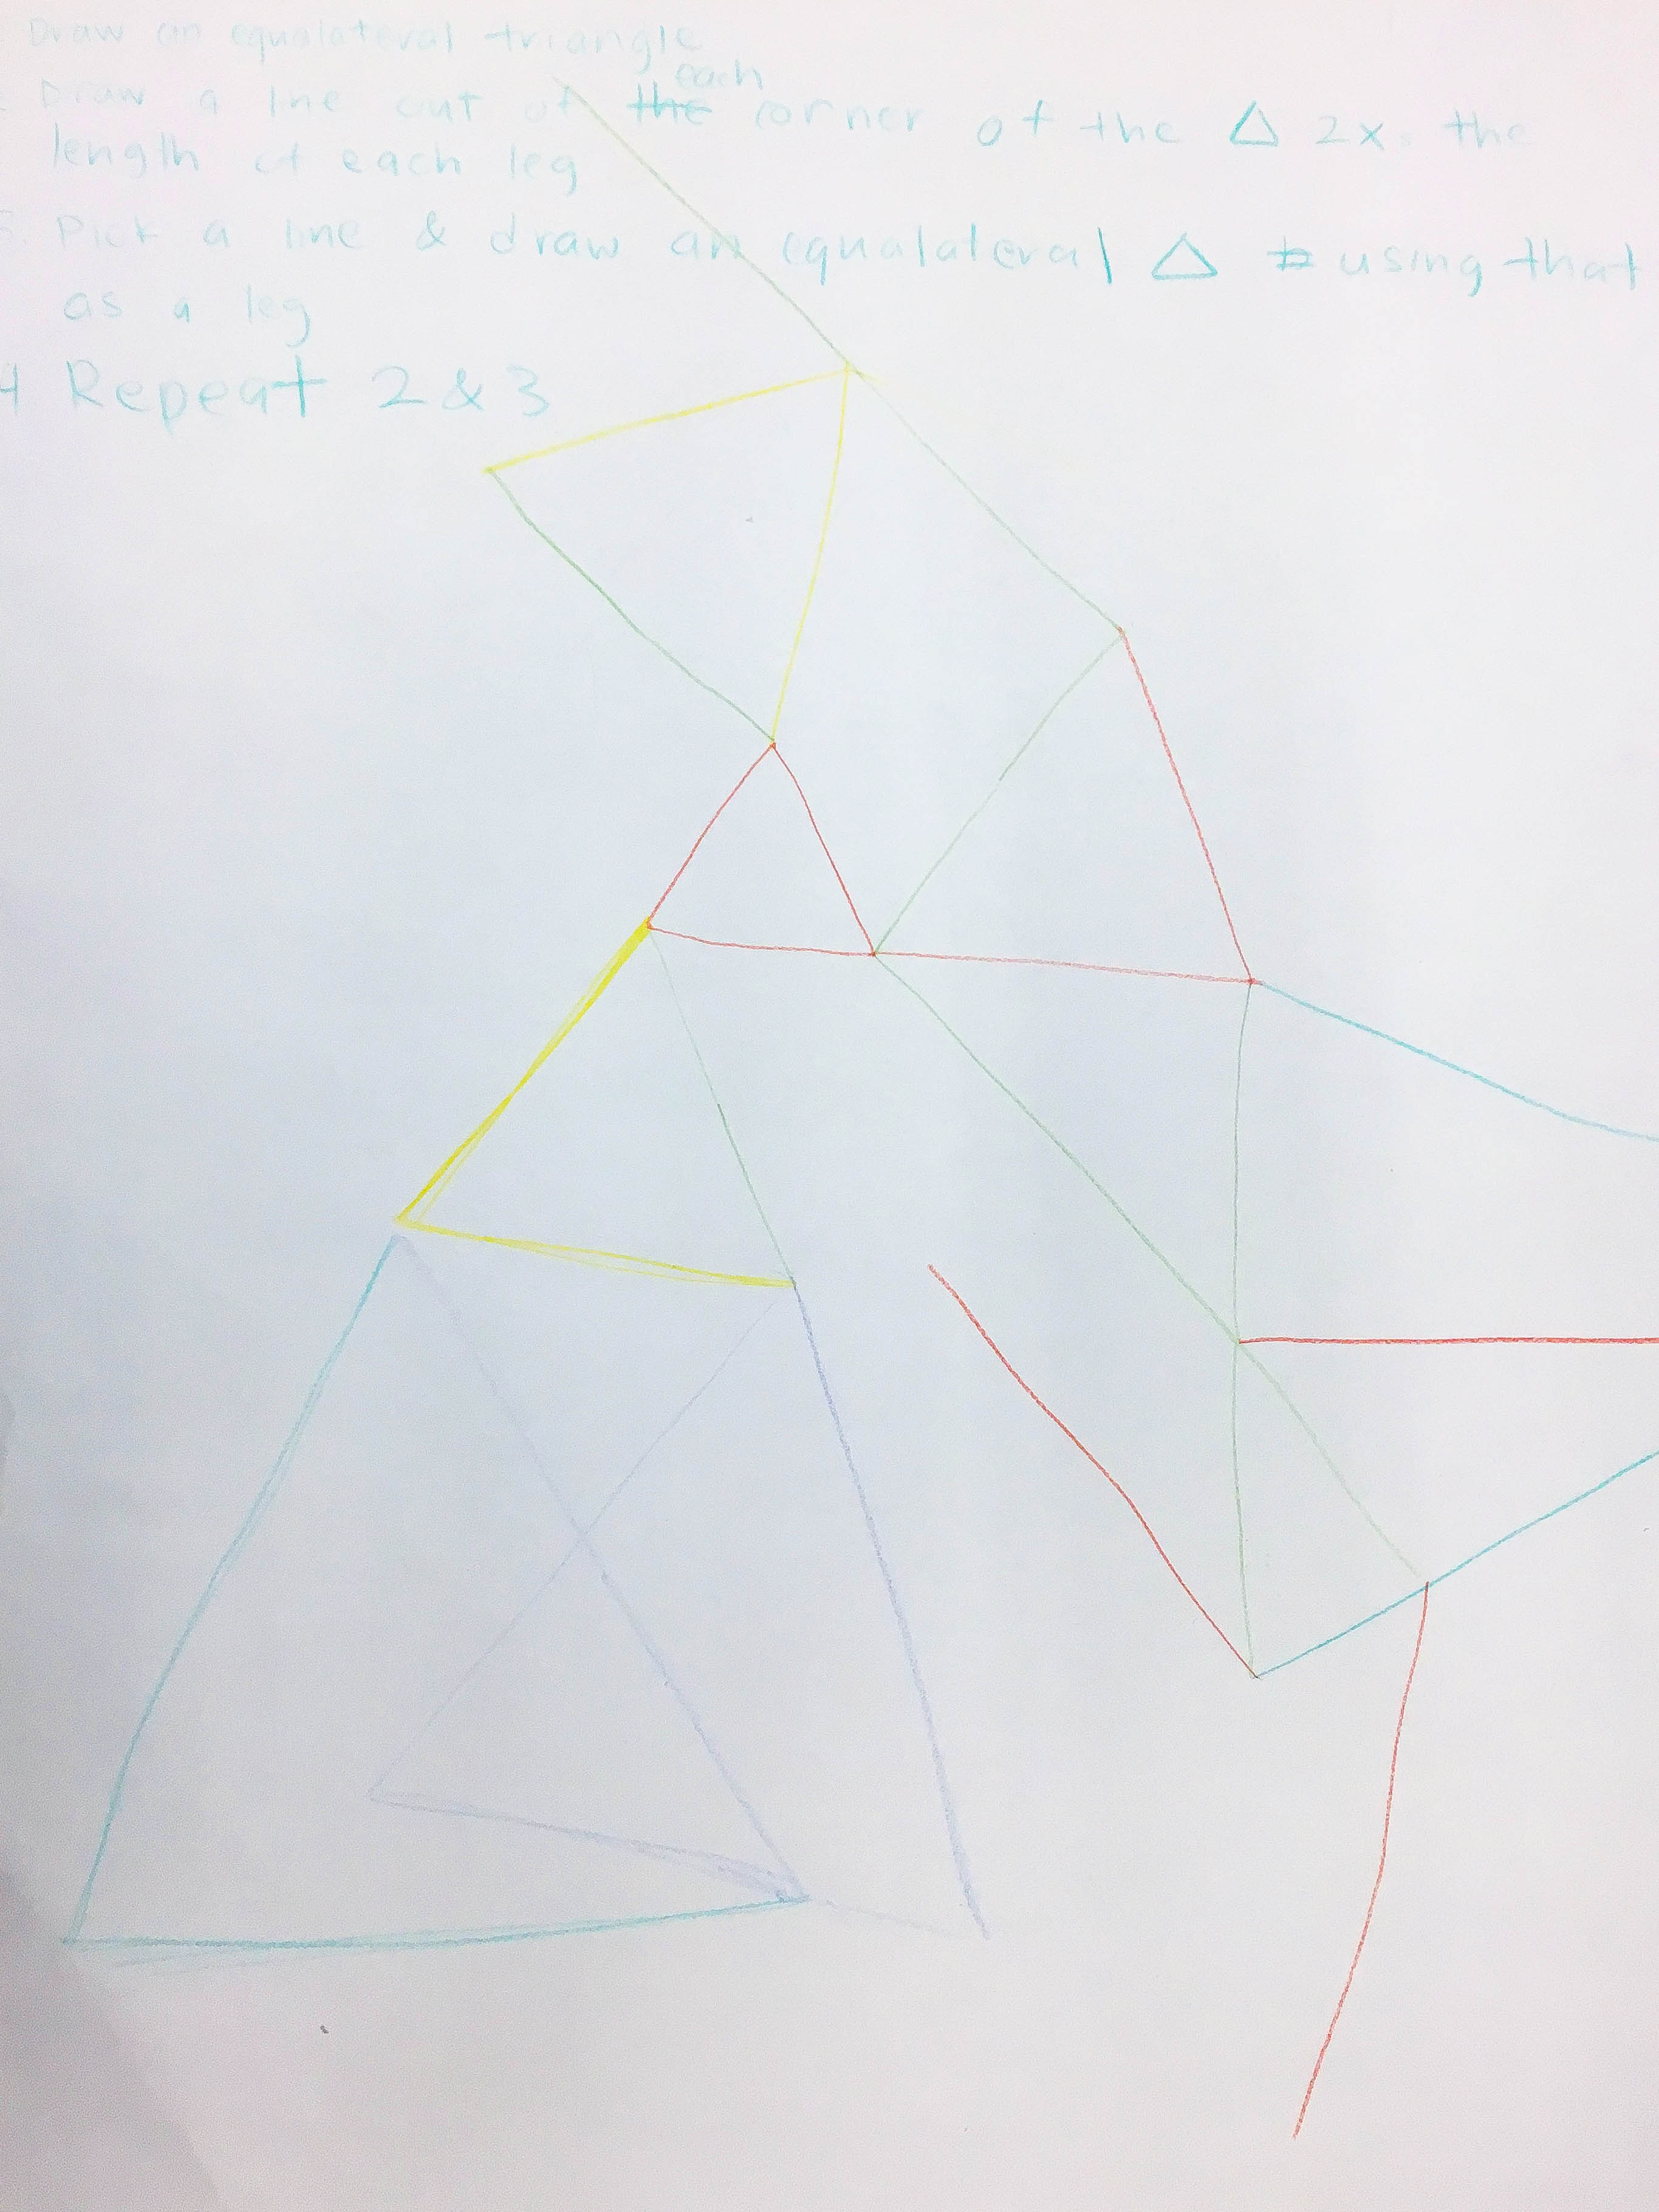 Draw an equalateral triangle
each
Draw a line out of the corner of the △ 2x the
length of each leg
3. Pick a line & draw an equalateral △ using that
as a leg
4 Repeat 2 & 3